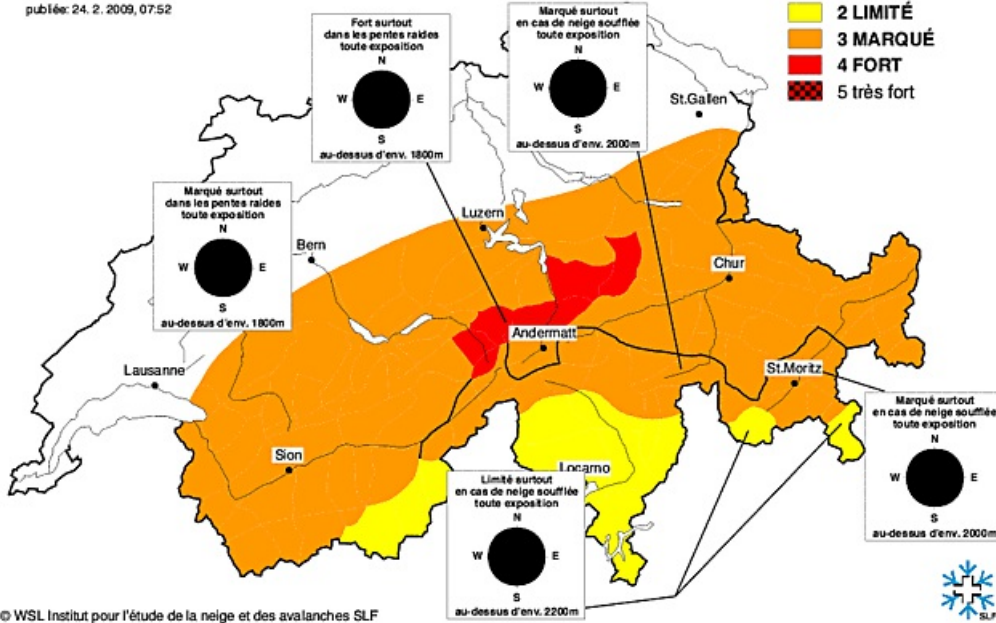 publiée: 24. 2. 2009, 07:52
Fort surtout
dans les pentes raides
toute exposition
N
W E
S
au-dessus d'env. 1800m
Marqué surtout
en cas de neige soufflée
toute exposition
N
W E
S
au-dessus d'env. 2000m
2 LIMITÉ
3 MARQUÉ
4 FORT
5 très fort
St.Gallen
Marqué surtout
dans les pentes raides
toute exposition
N
W E
S
au-dessus d'env. 1800m
Luzern
Bern
Chur
Andermatt
Lausanne
St.Moritz
Sion
Locarno
Marqué surtout
en cas de neige soufflée
toute exposition
N
W E
S
au-dessus d'env. 2000m
Limité surtout
en cas de neige soufflée
toute exposition
N
W E
S
au-dessus d'env. 2200m
© WSL Institut pour l'étude de la neige et des avalanches SLF
SLF